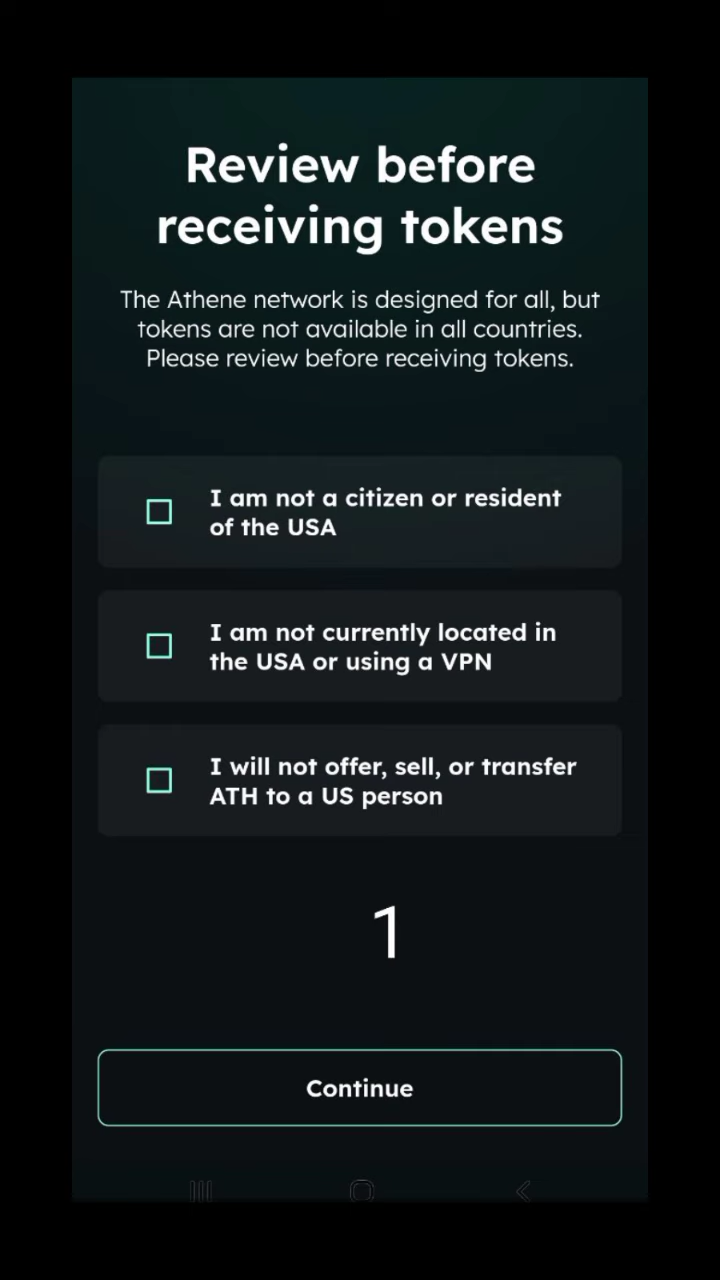 Review before
receiving tokens
The Athene network is designed for all, but
tokens are not available in all countries.
Please review before receiving tokens.
I am not a citizen or resident
of the USA
I am not currently located in
the USA or using a VPN
I will not offer, sell, or transfer
ATH to a US person
1
Continue